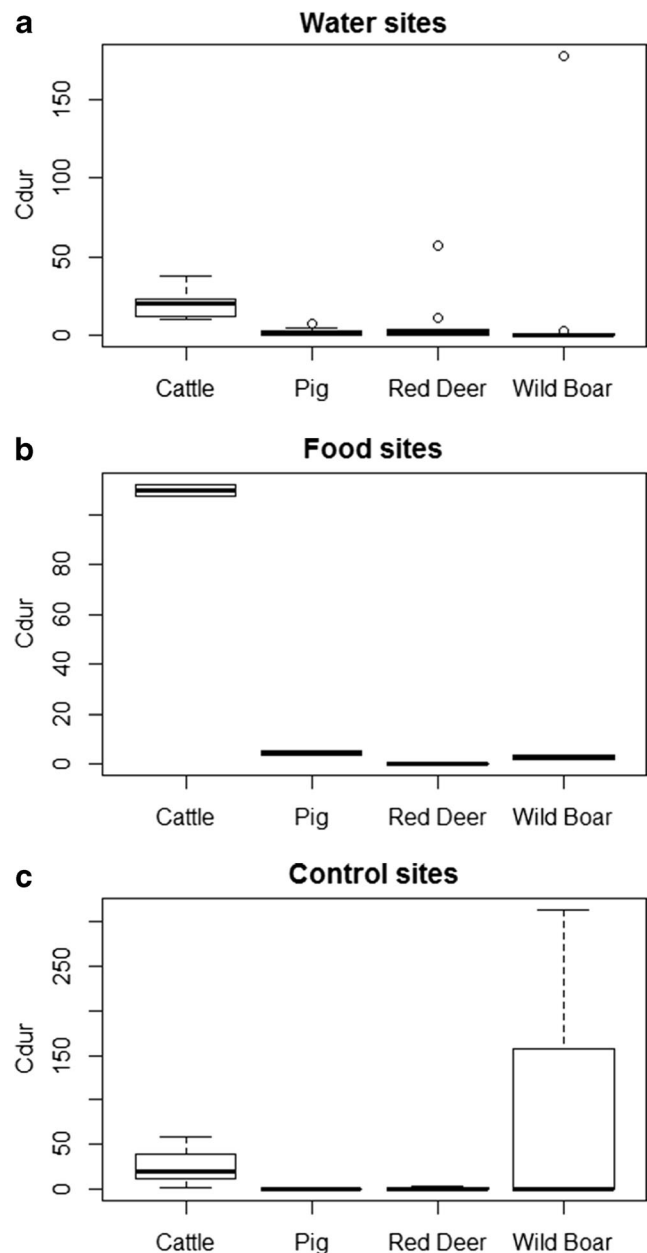 a
Water sites
Cdur
150
100
50
0
Cattle Pig Red Deer Wild Boar
b
Food sites
Cdur
80
60
40
20
0
Cattle Pig Red Deer Wild Boar
c
Control sites
Cdur
250
150
50
0
Cattle Pig Red Deer Wild Boar